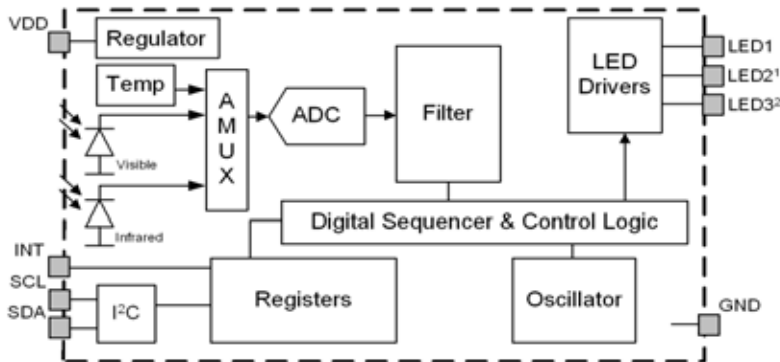 VDD
Regulator
Temp
AMUX
ADC
Filter
LED
Drivers
LED1
LED2¹
LED3²
Visible
Infrared
Digital Sequencer & Control Logic
INT
SCL
SDA
I²C
Registers
Oscillator
GND